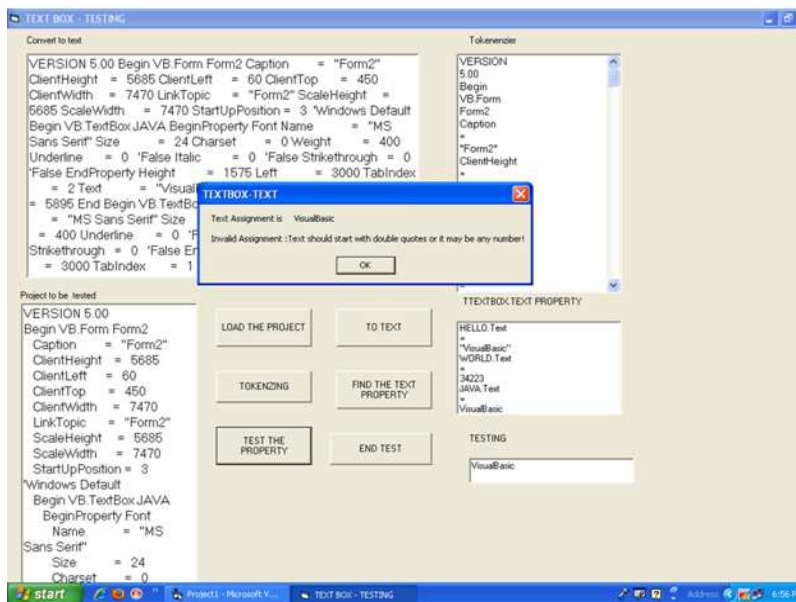 TEXT BOX - TESTING
Convert to text
VERSION 5.00 Begin VB.Form Form2 Caption = "Form2"
ClientHeight = 5685 ClientLeft = 60 ClientTop = 450
ClientWidth = 7470 LinkTopic = "Form2" ScaleHeight =
5685 ScaleWidth = 7470 StartUpPosition = 3 'Windows Default
Begin VB.TextBox JAVA BeginProperty Font Name = "MS
Sans Serif" Size = 24 Charset = 0 Weight = 400
Underline = 0 'False Italic = 0 'False Strikethrough = 0
'False EndProperty Height = 1575 Left = 3000 TabIndex
= 2 Text = "Visual
= 5895 End Begin VB.TextBo
= "MS Sans Serif" Size
= 400 Underline = 0 'F
Strikethrough = 0 'False Er
= 3000 TabIndex = 1
Tokenenzier
VERSION
5.00
Begin
VB.Form
Form2
Caption
=
"Form2"
ClientHeight
=
=
TEXTBOX-TEXT
Text Assignment is VisualBasic
Invalid Assignment :Text should start with double quotes or it may be any number!
OK
Project to be tested
VERSION 5.00
Begin VB.Form Form2
Caption = "Form2"
ClientHeight = 5685
ClientLeft = 60
ClientTop = 450
ClientWidth = 7470
LinkTopic = "Form2"
ScaleHeight = 5685
ScaleWidth = 7470
StartUpPosition = 3
'Windows Default
Begin VB.TextBox JAVA
BeginProperty Font
Name = "MS
Sans Serif"
Size = 24
Charset = 0
LOAD THE PROJECT
TO TEXT
TOKENZING
FIND THE TEXT
PROPERTY
TEST THE
PROPERTY
END TEST
TTEXTBOX.TEXT PROPERTY
HELLO.Text
=
"VisualBasic"
WORLD.Text
=
34223
JAVA.Text
=
VisualBasic
TESTING
VisualBasic
start
Project1 - Microsoft V...
TEXT BOX - TESTING
Address
6:56 P